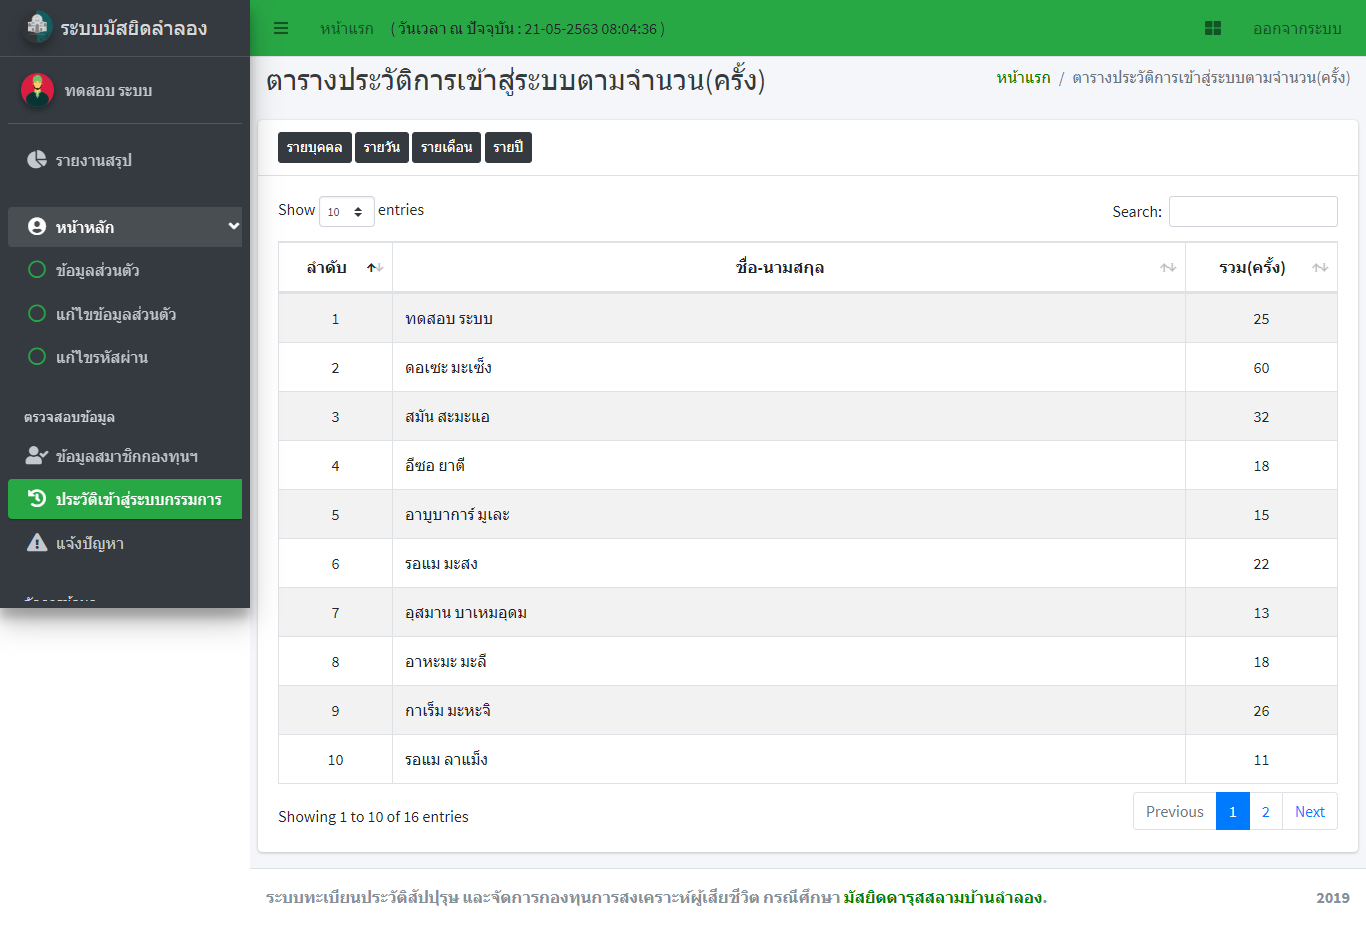 ระบบมัสยิดลำลอง
ทดสอบ ระบบ
รายงานสรุป
หน้าหลัก
ข้อมูลส่วนตัว
แก้ไขข้อมูลส่วนตัว
แก้ไขรหัสผ่าน
ตรวจสอบข้อมูล
ข้อมูลสมาชิกกองทุนฯ
ประวัติเข้าสู่ระบบกรรมการ
แจ้งปัญหา
หน้าแรก ( วันเวลา ณ ปัจจุบัน : 21-05-2563 08:04:36 ) ออกจากระบบ
ตารางประวัติการเข้าสู่ระบบตามจำนวน(ครั้ง) หน้าแรก / ตารางประวัติการเข้าสู่ระบบตามจำนวน(ครั้ง)
รายบุคคล รายวัน รายเดือน รายปี
Show 10 entries Search:
ลำดับ ชื่อ-นามสกุล รวม(ครั้ง)
1 ทดสอบ ระบบ 25
2 ดอเซะ มะเซ็ง 60
3 สมัน สะมะแอ 32
4 อีซอ ยาตี 18
5 อาบูบาการ์ มูเละ 15
6 รอแม มะสง 22
7 อุสมาน บาเหมอุดม 13
8 อาหะมะ มะลี 18
9 กาเร็ม มะหะจิ 26
10 รอแม ลาแม็ง 11
Showing 1 to 10 of 16 entries Previous 1 2 Next
ระบบทะเบียนประวัติสัปปุรุษ และจัดการกองทุนการสงเคราะห์ผู้เสียชีวิต กรณีศึกษา มัสยิดดารุสสลามบ้านลำลอง. 2019